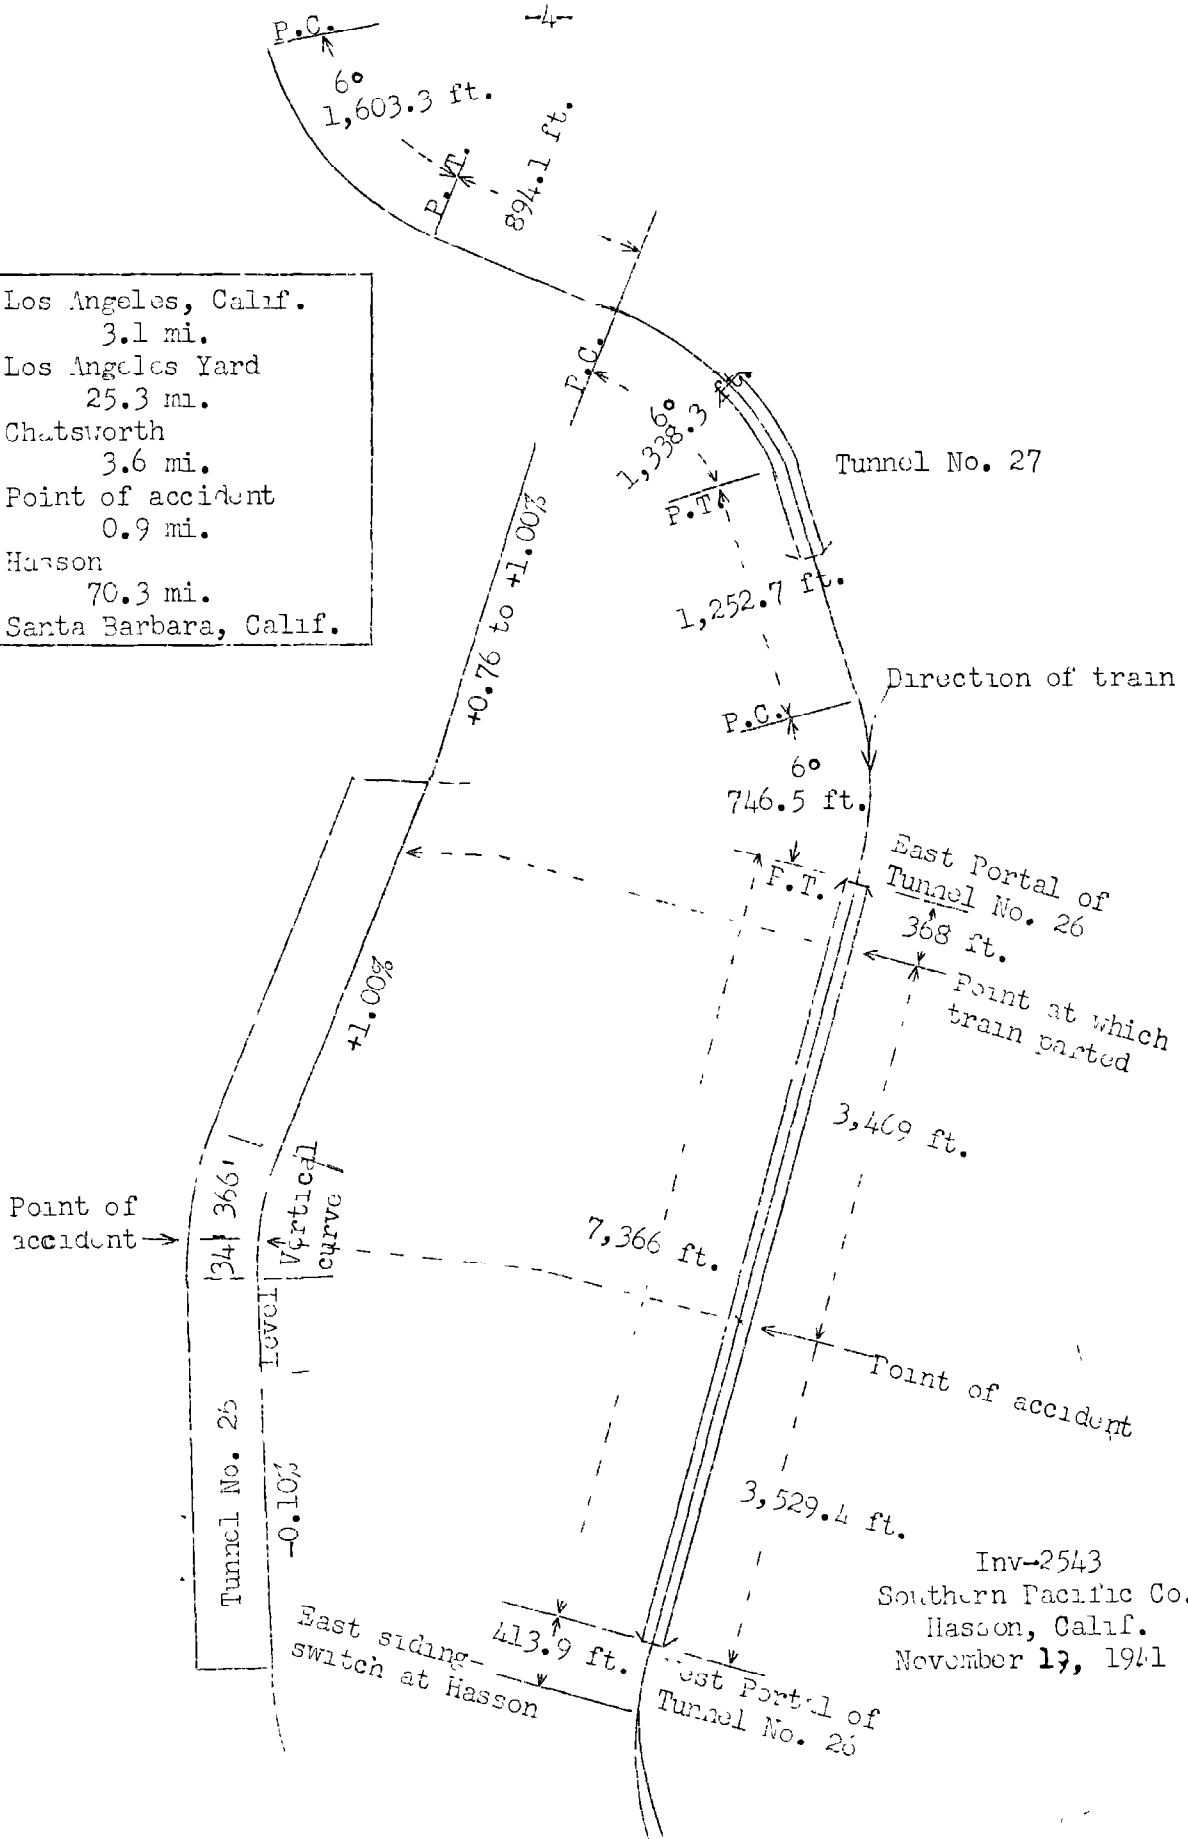 -4-
P.C.
6°
1,603.3 ft.
P.T.
894.1 ft.
Los Angeles, Calif.
3.1 mi.
Los Angeles Yard
25.3 mi.
Chatsworth
3.6 mi.
Point of accident
0.9 mi.
Hasson
70.3 mi.
Santa Barbara, Calif.
P.C.
6°
1,338.3 ft.
P.T.
Tunnel No. 27
+0.76 to +1.00%
1,252.7 ft.
Direction of train
P.C.
6°
746.5 ft.
P.T.
East Portal of
Tunnel No. 26
368 ft.
Point at which
train parted
+1.00%
3,469 ft.
366'
34'
Vertical
curve
Point of
accident
7,366 ft.
Level
Point of accident
Tunnel No. 26
-0.10%
3,529.4 ft.
Inv-2543
Southern Pacific Co.
Hasson, Calif.
November 17, 1941
East siding-
switch at Hasson
413.9 ft.
West Portal of
Tunnel No. 26